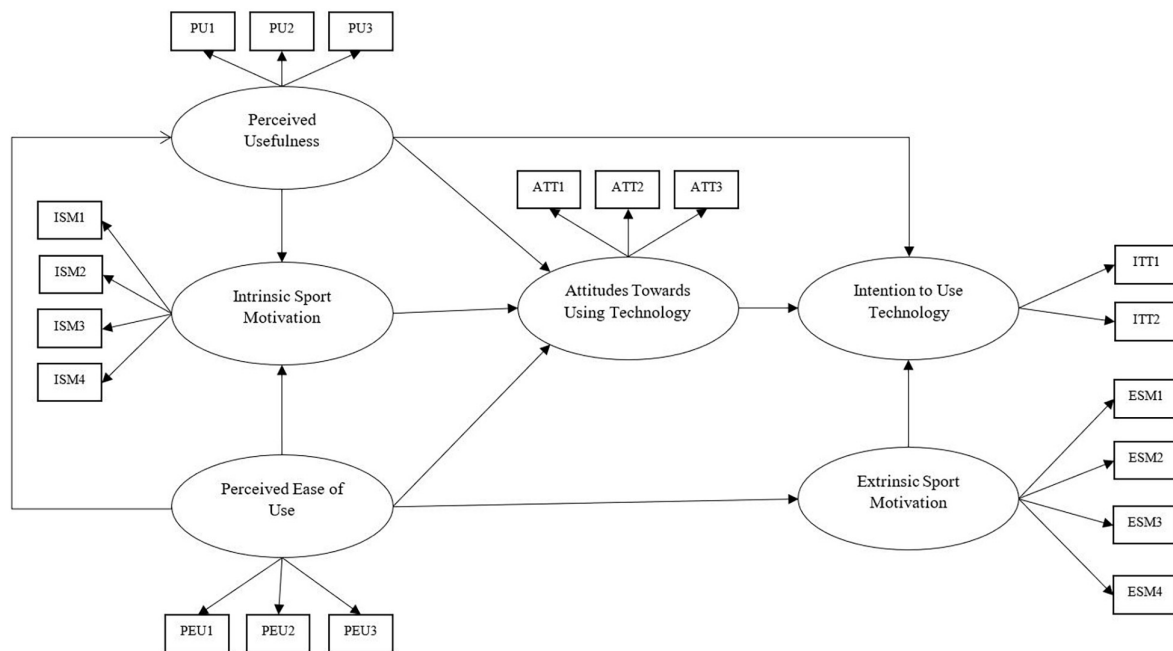 PU1
PU2
PU3
Perceived
Usefulness
ATT1
ATT2
ATT3
ISM1
ISM2
ISM3
ISM4
Intrinsic Sport
Motivation
Attitudes Towards
Using Technology
Intention to Use
Technology
ITT1
ITT2
ESM1
ESM2
ESM3
ESM4
Perceived Ease of
Use
Extrinsic Sport
Motivation
PEU1
PEU2
PEU3